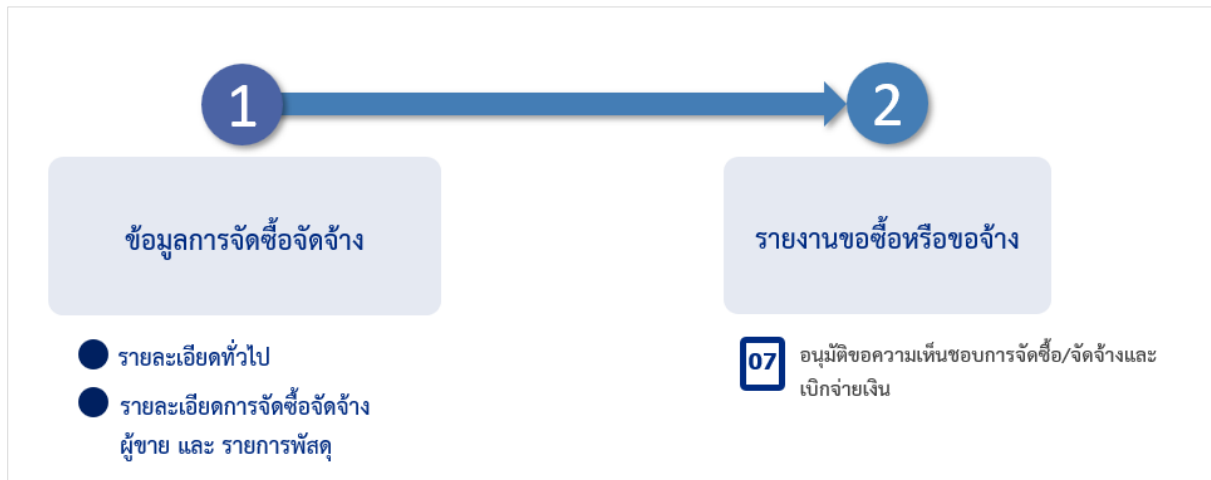 1
2
ข้อมูลการจัดซื้อจัดจ้าง
รายงานขอซื้อหรือขอจ้าง
รายละเอียดทั่วไป
รายละเอียดการจัดซื้อจัดจ้าง
ผู้ขาย และ รายการพัสดุ
07
อนุมัติขอความเห็นชอบการจัดซื้อ/จัดจ้างและ
เบิกจ่ายเงิน